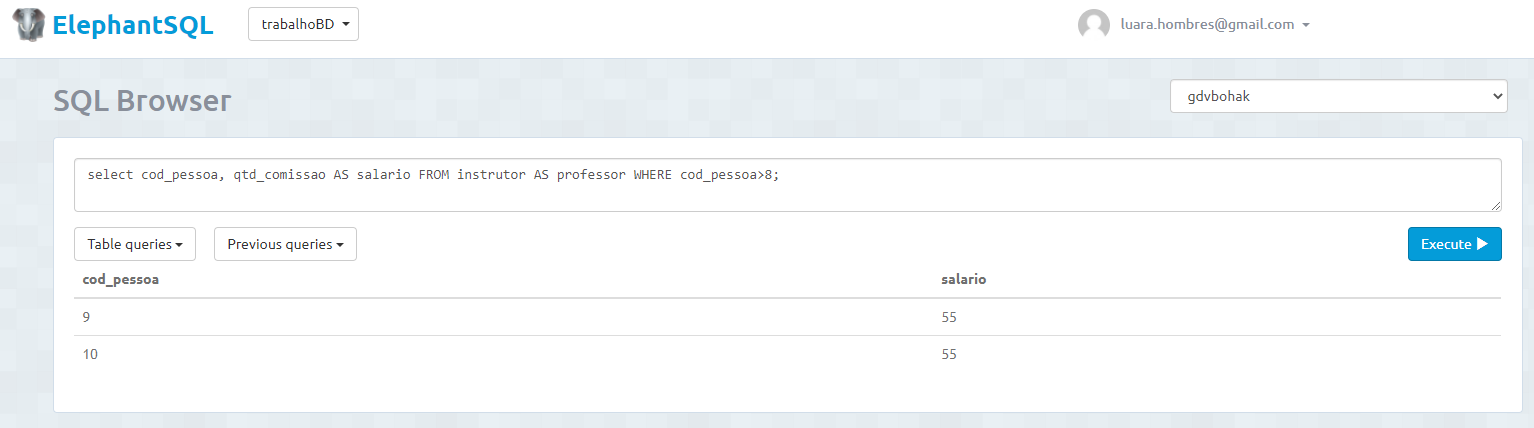 ElephantSQL trabalhoBD luara.hombres@gmail.com
SQL Browser gdvbohak
select cod_pessoa, qtd_comissao AS salario FROM instrutor AS professor WHERE cod_pessoa>8;
Table queries Previous queries Execute
cod_pessoa salario
9 55
10 55